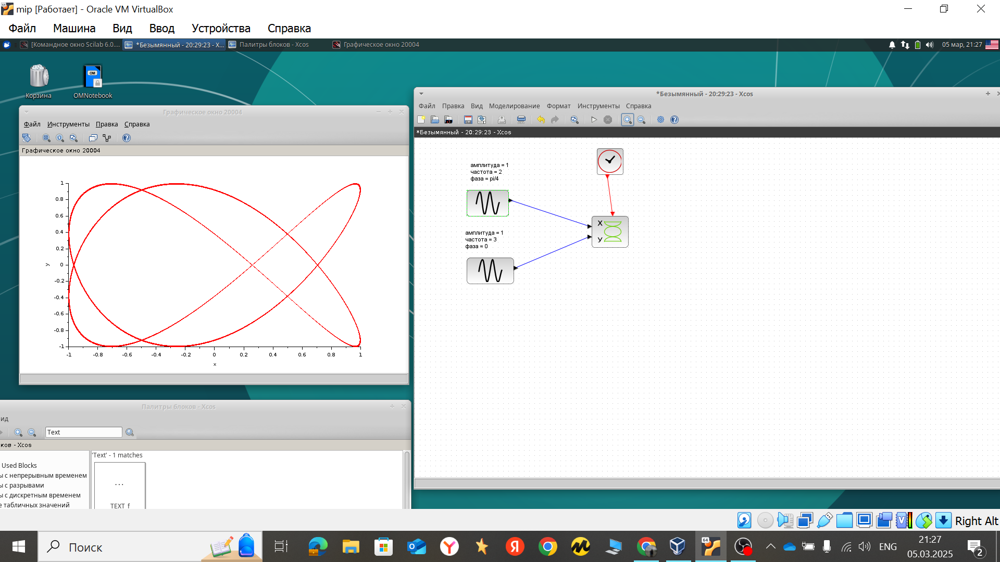 mip [Работает] - Oracle VM VirtualBox
Файл Машина Вид Ввод Устройства Справка
[Командное окно Scilab 6.0.... *Безымянный - 20:29:23 - X... Палитры блоков - Xcos Графическое окно 20004 05 мар, 21:27
Корзина OMNotebook
Графическое окно 20004
Файл Инструменты Правка Справка
Графическое окно 20004
1
0.8
0.6
0.4
0.2
0
-0.2
-0.4
-0.6
-0.8
-1
y
-1 -0.8 -0.6 -0.4 -0.2 0 0.2 0.4 0.6 0.8 1
x
*Безымянный - 20:29:23 - Xcos
Файл Правка Вид Моделирование Формат Инструменты Справка
*Безымянный - 20:29:23 - Xcos
амплитуда = 1
частота = 2
фаза = pi/4
амплитуда = 1
частота = 3
фаза = 0
X
y
Палитры блоков - Xcos
ид
Text
ков - Xcos
'Text' - 1 matches
Used Blocks
ы с непрерывным временем
ы с разрывами
ы с дискретным временем
е табличных значений
...
TEXT_f
Right Alt
Поиск
64
ENG
21:27
05.03.2025
2